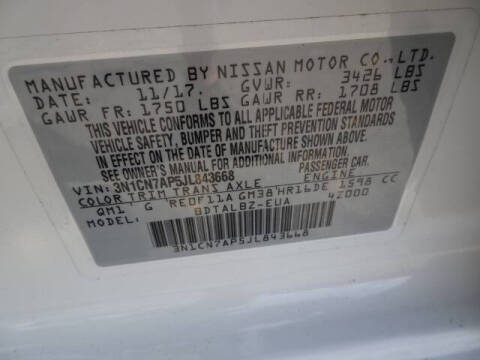 MANUFACTURED BY NISSAN MOTOR CO., LTD.
DATE: 11/17. GVWR: 3426 LBS
GAWR FR: 1750 LBS GAWR RR: 1708 LBS
THIS VEHICLE CONFORMS TO ALL APPLICABLE FEDERAL MOTOR
VEHICLE SAFETY, BUMPER AND THEFT PREVENTION STANDARDS
IN EFFECT ON THE DATE OF MANUFACTURE SHOWN ABOVE.
SEE OWNER'S MANUAL FOR ADDITIONAL INFORMATION
VIN: 3N1CN7AP5JL843668 PASSENGER CAR.
COLOR TRIM TRANS AXLE ENGINE
QM1 G RE0F11A GM38 HR16DE 1598 CC
MODEL: BDTALBZ-EUA 42000
3N1CN7AP5JL843668